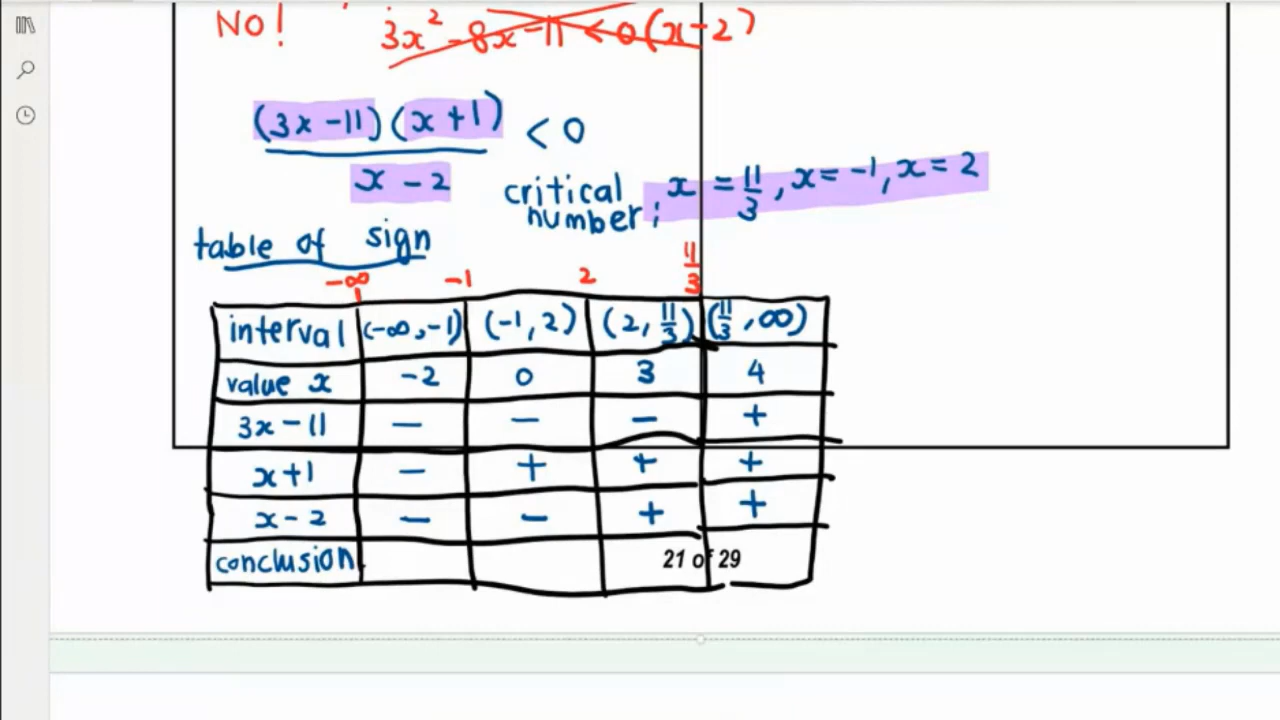 NO! 3x² - 8x - 11 < 0(x-2)
(3x-11)(x+1)
< 0
x - 2
critical number; x = 11/3, x = -1, x = 2
table of sign
-∞ -1 2 11/3
interval (-∞,-1) (-1,2) (2,11/3) (11/3,∞)
value x -2 0 3 4
3x-11 - - - +
x+1 - + + +
x-2 - - + +
conclusion 21 of 29